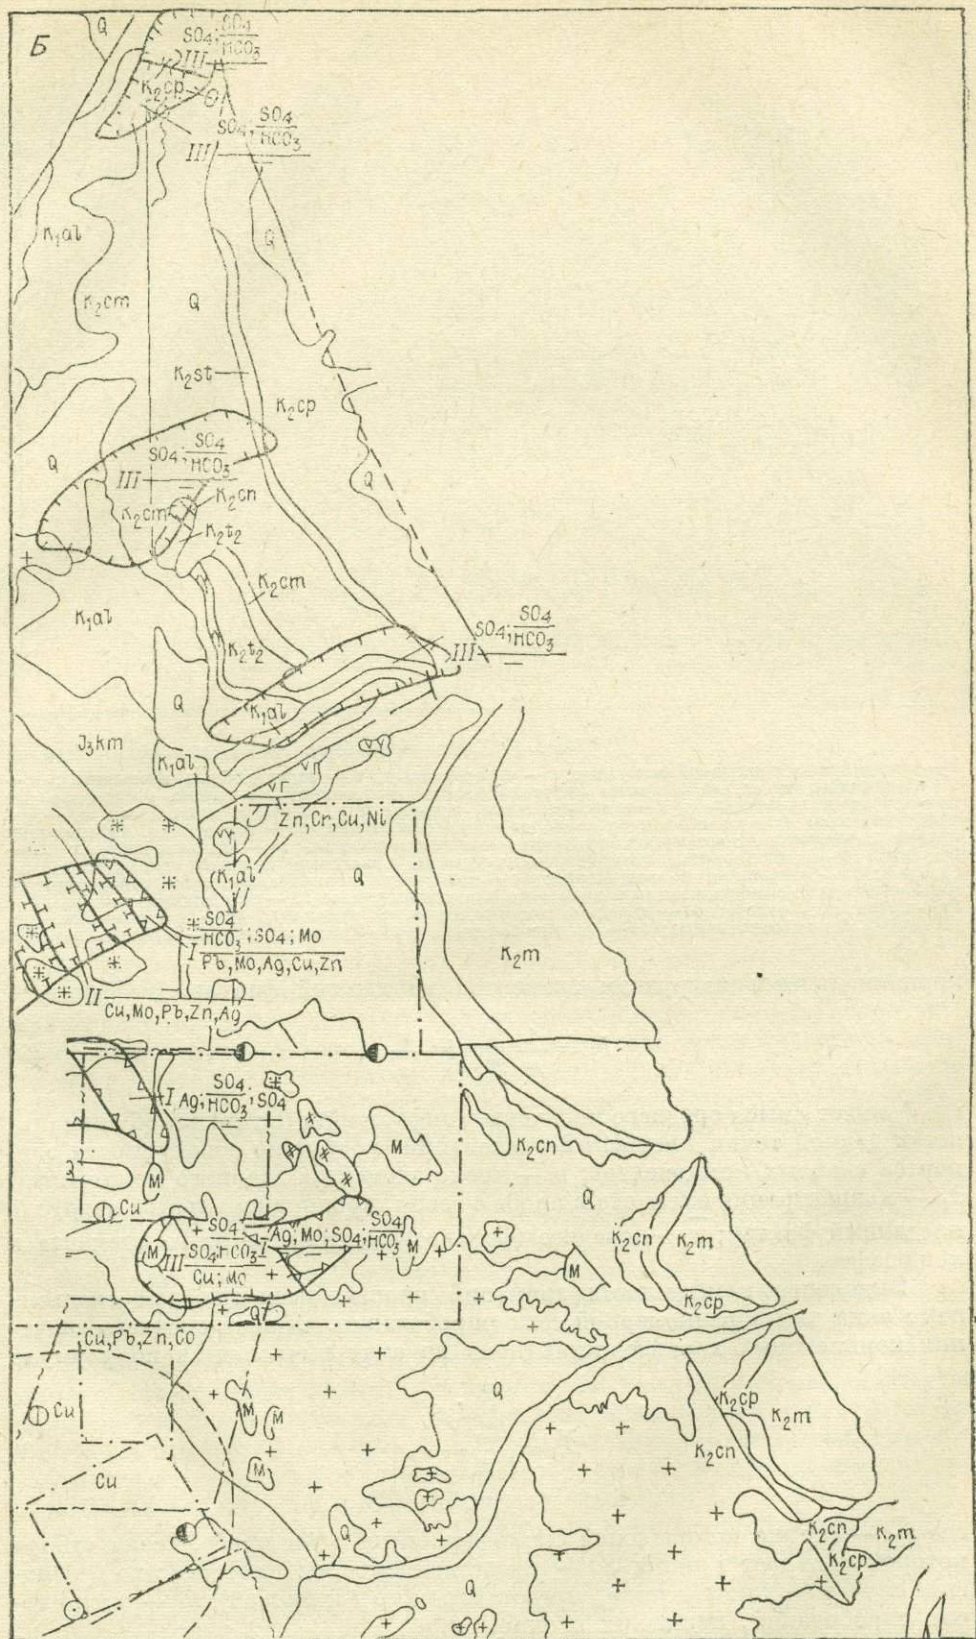 Б
Q
SO4; SO4/HCO3
III
K2cp
SO4; SO4/HCO3
III
K1al
Q
K2cm
Q
K2st
K2cp
SO4; SO4/HCO3
Q
III
Q
K2cn
K2cm
K2t2
K2cm
K1al
SO4; SO4/HCO3
K2t2
III
Q
K1al
J3km
K1al
Zn, Cr, Cu, Ni
K1al
Q
SO4/HCO3; SO4; Mo
I
Pb, Mo, Ag, Cu, Zn
K2m
II
Cu, Mo, Pb, Zn, Ag
I Ag; SO4/HCO3; SO4
M
K2cn
M
Q
Cu
SO4
I Ag; Mo; SO4; SO4/HCO3
M
K2cn
K2m
M
III SO4; HCO3
M
Cu; Mo
K2cp
Q
Cu, Pb, Zn, Co
Q
Cu
M
M
K2cp
K2m
K2cn
M
Cu
Q
K2cn
K2m
K2cp
Q